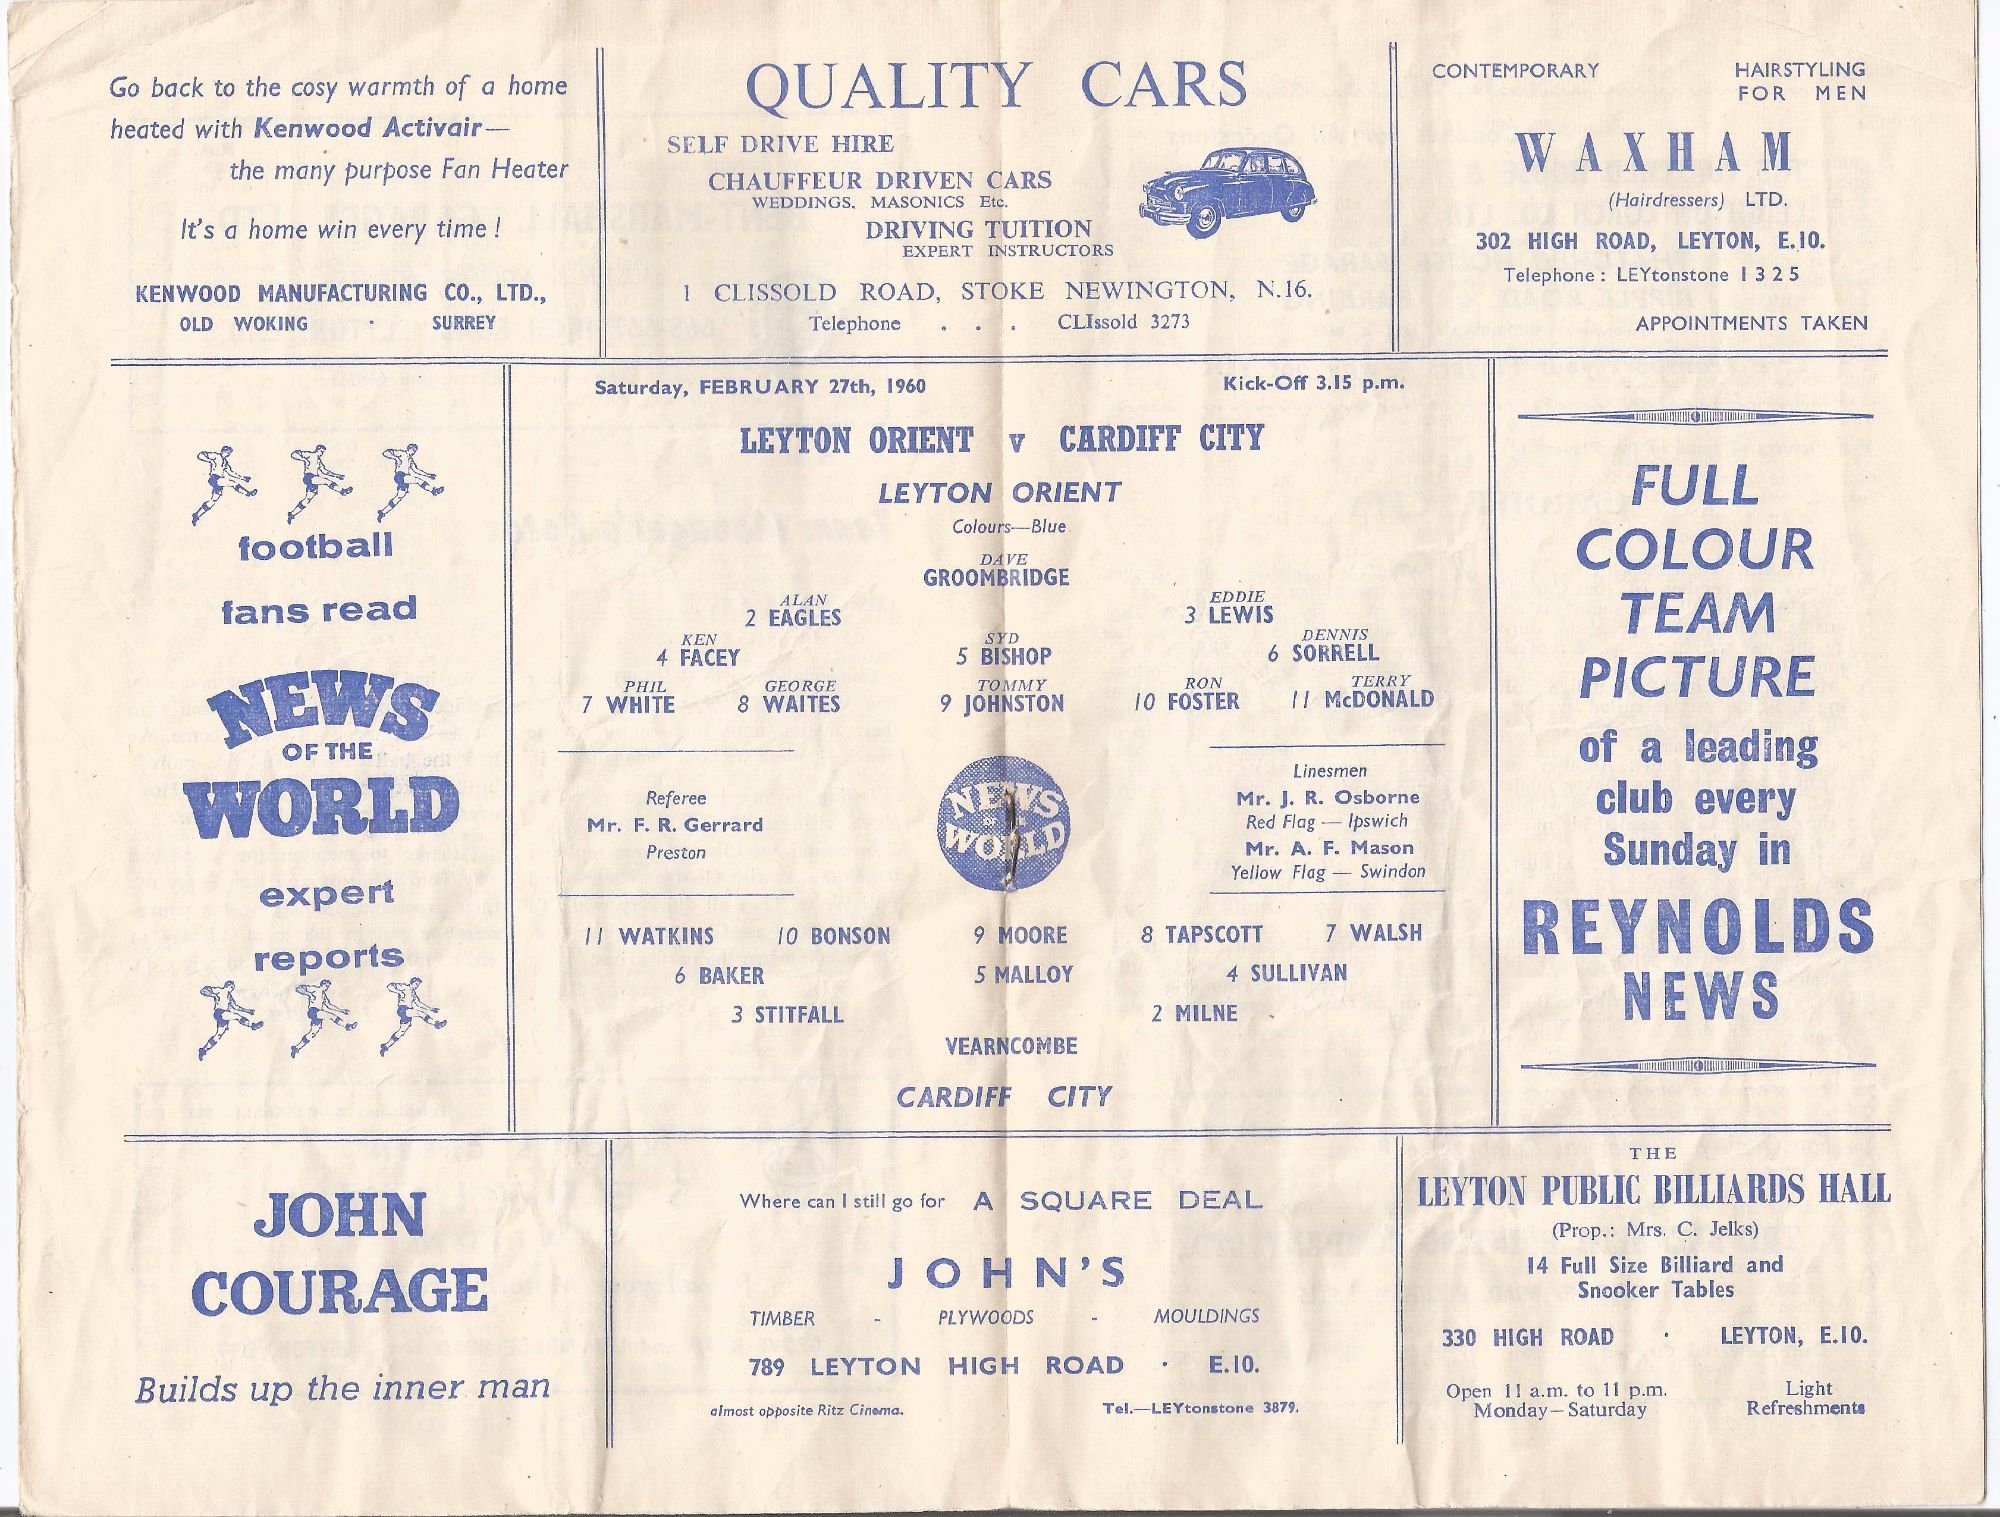 Go back to the cosy warmth of a home
heated with Kenwood Activair—
the many purpose Fan Heater
It's a home win every time !
KENWOOD MANUFACTURING CO., LTD.,
OLD WOKING · SURREY
QUALITY CARS
SELF DRIVE HIRE
CHAUFFEUR DRIVEN CARS
WEDDINGS, MASONICS Etc.
DRIVING TUITION
EXPERT INSTRUCTORS
1 CLISSOLD ROAD, STOKE NEWINGTON, N.16.
Telephone . . . CLIssold 3273
CONTEMPORARY HAIRSTYLING
FOR MEN
WAXHAM
(Hairdressers) LTD.
302 HIGH ROAD, LEYTON, E.10.
Telephone : LEYtonstone 1325
APPOINTMENTS TAKEN
football
fans read
NEWS
OF THE
WORLD
expert
reports
Saturday, FEBRUARY 27th, 1960 Kick-Off 3.15 p.m.
LEYTON ORIENT v CARDIFF CITY
LEYTON ORIENT
Colours—Blue
DAVE
GROOMBRIDGE
ALAN EDDIE
2 EAGLES 3 LEWIS
KEN SYD DENNIS
4 FACEY 5 BISHOP 6 SORRELL
PHIL GEORGE TOMMY RON TERRY
7 WHITE 8 WAITES 9 JOHNSTON 10 FOSTER 11 McDONALD
Referee
Mr. F. R. Gerrard
Preston
NEWS
OF THE
WORLD
Linesmen
Mr. J. R. Osborne
Red Flag — Ipswich
Mr. A. F. Mason
Yellow Flag — Swindon
11 WATKINS 10 BONSON 9 MOORE 8 TAPSCOTT 7 WALSH
6 BAKER 5 MALLOY 4 SULLIVAN
3 STITFALL 2 MILNE
VEARNCOMBE
CARDIFF CITY
FULL
COLOUR
TEAM
PICTURE
of a leading
club every
Sunday in
REYNOLDS
NEWS
JOHN
COURAGE
Builds up the inner man
Where can I still go for A SQUARE DEAL
JOHN'S
TIMBER - PLYWOODS - MOULDINGS
789 LEYTON HIGH ROAD · E.10.
almost opposite Ritz Cinema. Tel.—LEYtonstone 3879.
THE
LEYTON PUBLIC BILLIARDS HALL
(Prop.: Mrs. C. Jelks)
14 Full Size Billiard and
Snooker Tables
330 HIGH ROAD · LEYTON, E.10.
Open 11 a.m. to 11 p.m. Light
Monday—Saturday Refreshments